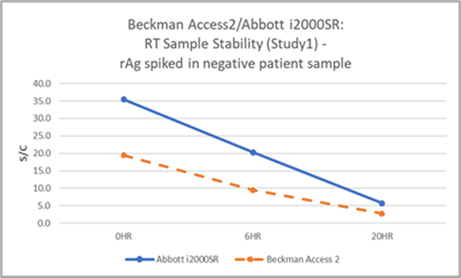 Beckman Access2/Abbott i2000SR:
RT Sample Stability (Study1) -
rAg spiked in negative patient sample
40.0
35.0
30.0
25.0
20.0
15.0
10.0
5.0
0.0
s/c
0HR 6HR 20HR
Abbott i2000SR Beckman Access 2